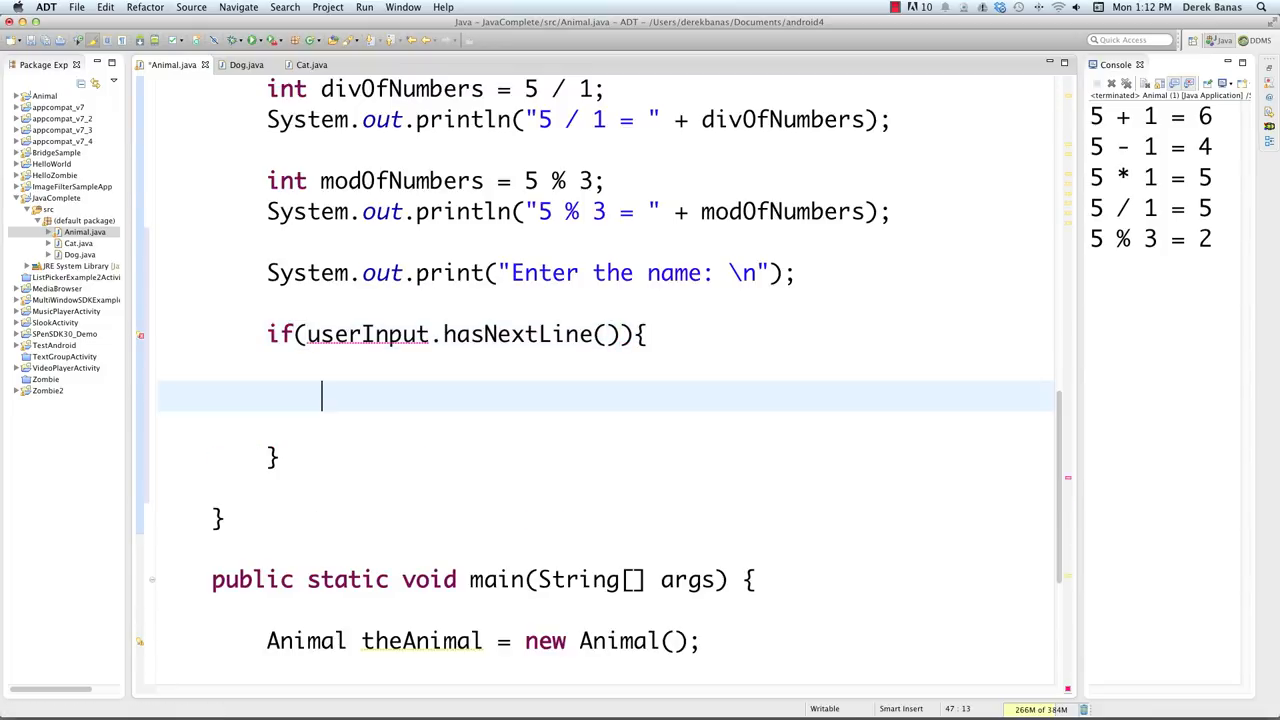 ADT File Edit Refactor Source Navigate Search Project Run Window Help 10 Mon 1:12 PM Derek Banas
Java - JavaComplete/src/Animal.java - ADT - /Users/derekbanas/Documents/android4
Quick Access Java DDMS
Package Exp
*Animal.java Dog.java Cat.java
Console
<terminated> Animal (1) [Java Application] /S
Animal
appcompat_v7
appcompat_v7_2
appcompat_v7_3
appcompat_v7_4
BridgeSample
HelloWorld
HelloZombie
ImageFilterSampleApp
JavaComplete
src
(default package)
Animal.java
Cat.java
Dog.java
JRE System Library [Ja
ListPickerExample2Activi
MediaBrowser
MultiWindowSDKExample
MusicPlayerActivity
SlookActivity
SPenSDK30_Demo
TestAndroid
TextGroupActivity
VideoPlayerActivity
Zombie
Zombie2
int divOfNumbers = 5 / 1;
System.out.println("5 / 1 = " + divOfNumbers);
int modOfNumbers = 5 % 3;
System.out.println("5 % 3 = " + modOfNumbers);
System.out.print("Enter the name: \n");
if(userInput.hasNextLine()){
}
}
public static void main(String[] args) {
Animal theAnimal = new Animal();
5 + 1 = 6
5 - 1 = 4
5 * 1 = 5
5 / 1 = 5
5 % 3 = 2
Writable Smart Insert 47 : 13 266M of 384M